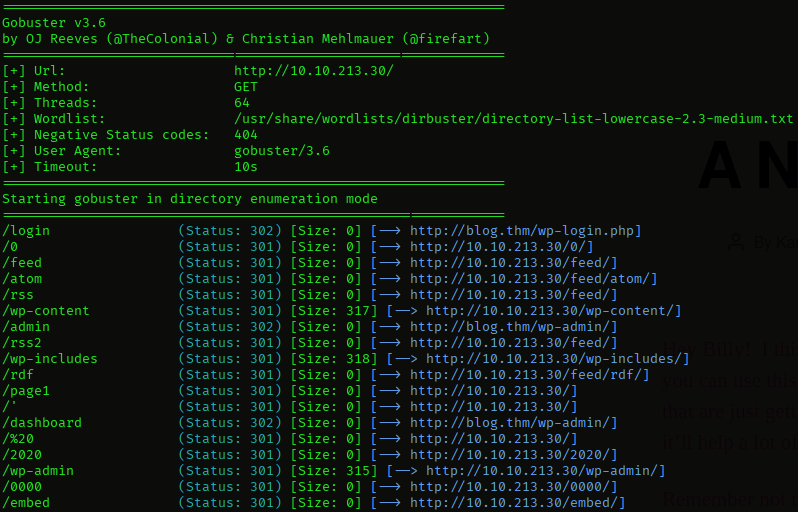 ===============================================================
Gobuster v3.6
by OJ Reeves (@TheColonial) & Christian Mehlmauer (@firefart)
===============================================================
[+] Url:                     http://10.10.213.30/
[+] Method:                  GET
[+] Threads:                 64
[+] Wordlist:                /usr/share/wordlists/dirbuster/directory-list-lowercase-2.3-medium.txt
[+] Negative Status codes:   404
[+] User Agent:              gobuster/3.6
[+] Timeout:                 10s
===============================================================
Starting gobuster in directory enumeration mode
===============================================================
A N
/login                (Status: 302) [Size: 0] [--> http://blog.thm/wp-login.php]
By
/0                    (Status: 301) [Size: 0] [--> http://10.10.213.30/0/]
/feed                 (Status: 301) [Size: 0] [--> http://10.10.213.30/feed/]
/atom                 (Status: 301) [Size: 0] [--> http://10.10.213.30/feed/atom/]
/rss                  (Status: 301) [Size: 0] [--> http://10.10.213.30/feed/]
/wp-content           (Status: 301) [Size: 317] [--> http://10.10.213.30/wp-content/]
/admin                (Status: 302) [Size: 0] [--> http://blog.thm/wp-admin/]
/rss2                 (Status: 301) [Size: 0] [--> http://10.10.213.30/feed/]
Hey Billy! I
/wp-includes          (Status: 301) [Size: 318] [--> http://10.10.213.30/wp-includes/]
/rdf                  (Status: 301) [Size: 0] [--> http://10.10.213.30/feed/rdf/]
you can use
/page1                (Status: 301) [Size: 0] [--> http://10.10.213.30/]
/'                    (Status: 301) [Size: 0] [--> http://10.10.213.30/]
that are just
/dashboard            (Status: 302) [Size: 0] [--> http://blog.thm/wp-admin/]
/%20                  (Status: 301) [Size: 0] [--> http://10.10.213.30/]
it'll help a lot of
/2020                 (Status: 301) [Size: 0] [--> http://10.10.213.30/2020/]
/wp-admin             (Status: 301) [Size: 315] [--> http://10.10.213.30/wp-admin/]
/0000                 (Status: 301) [Size: 0] [--> http://10.10.213.30/0000/]
Remember not
/embed                (Status: 301) [Size: 0] [--> http://10.10.213.30/embed/]